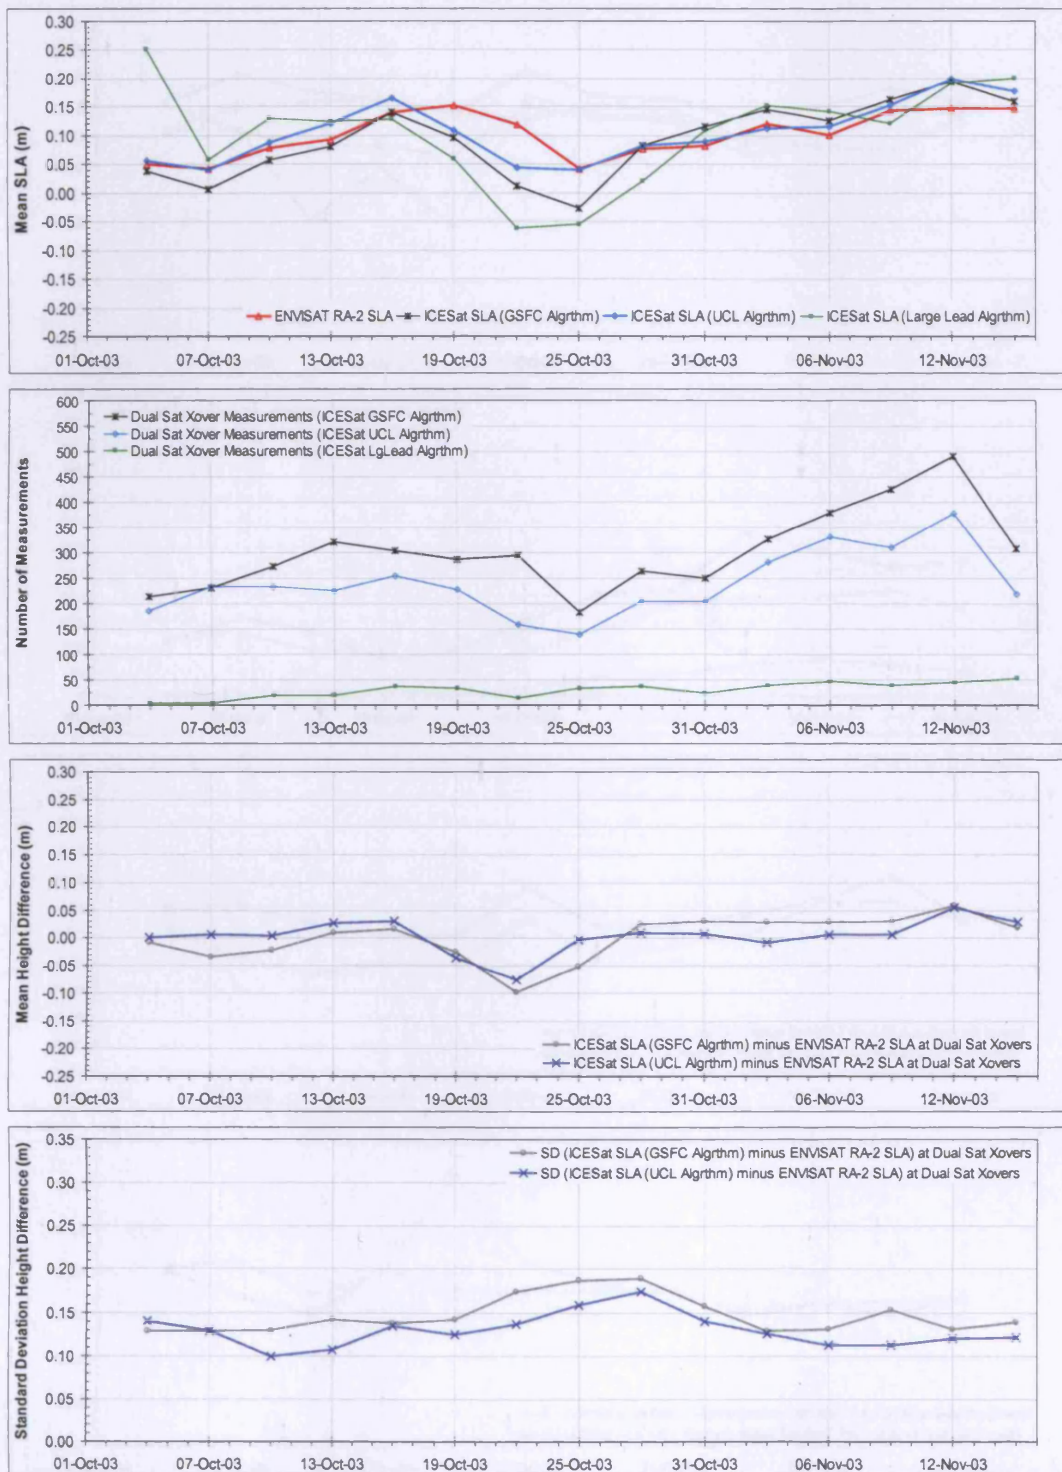 0.30
0.25
0.20
0.15
0.10
0.05
0.00
-0.05
-0.10
-0.15
-0.20
-0.25
Mean SLA (m)
ENVISAT RA-2 SLA
ICESat SLA (GSFC Algrthm)
ICESat SLA (UCL Algrthm)
ICESat SLA (Large Lead Algrthm)
01-Oct-03 07-Oct-03 13-Oct-03 19-Oct-03 25-Oct-03 31-Oct-03 06-Nov-03 12-Nov-03
600
550
500
450
400
350
300
250
200
150
100
50
0
Number of Measurements
Dual Sat Xover Measurements (ICESat GSFC Algrthm)
Dual Sat Xover Measurements (ICESat UCL Algrthm)
Dual Sat Xover Measurements (ICESat LgLead Algrthm)
01-Oct-03 07-Oct-03 13-Oct-03 19-Oct-03 25-Oct-03 31-Oct-03 06-Nov-03 12-Nov-03
0.30
0.25
0.20
0.15
0.10
0.05
0.00
-0.05
-0.10
-0.15
-0.20
-0.25
Mean Height Difference (m)
ICESat SLA (GSFC Algrthm) minus ENVISAT RA-2 SLA at Dual Sat Xovers
ICESat SLA (UCL Algrthm) minus ENVISAT RA-2 SLA at Dual Sat Xovers
01-Oct-03 07-Oct-03 13-Oct-03 19-Oct-03 25-Oct-03 31-Oct-03 06-Nov-03 12-Nov-03
0.35
0.30
0.25
0.20
0.15
0.10
0.05
0.00
Standard Deviation Height Difference (m)
SD (ICESat SLA (GSFC Algrthm) minus ENVISAT RA-2 SLA) at Dual Sat Xovers
SD (ICESat SLA (UCL Algrthm) minus ENVISAT RA-2 SLA) at Dual Sat Xovers
01-Oct-03 07-Oct-03 13-Oct-03 19-Oct-03 25-Oct-03 31-Oct-03 06-Nov-03 12-Nov-03